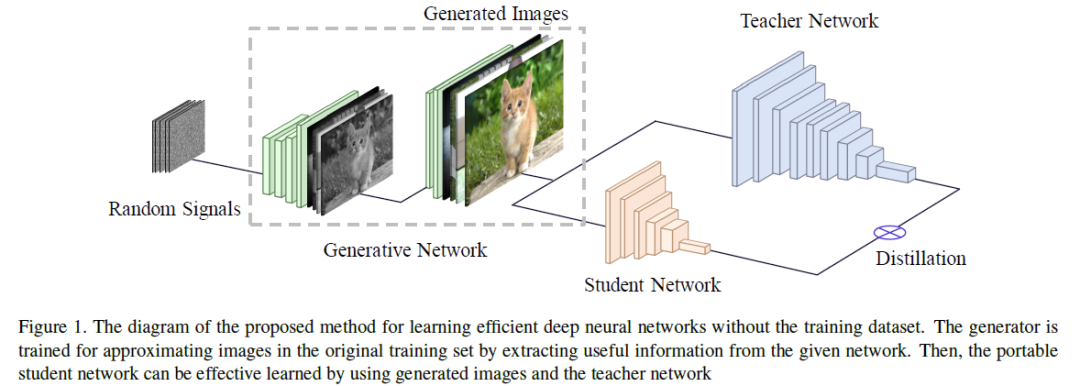 Generated Images
Teacher Network
Random Signals
Generative Network
Student Network
Distillation
Figure 1. The diagram of the proposed method for learning efficient deep neural networks without the training dataset. The generator is
trained for approximating images in the original training set by extracting useful information from the given network. Then, the portable
student network can be effective learned by using generated images and the teacher network